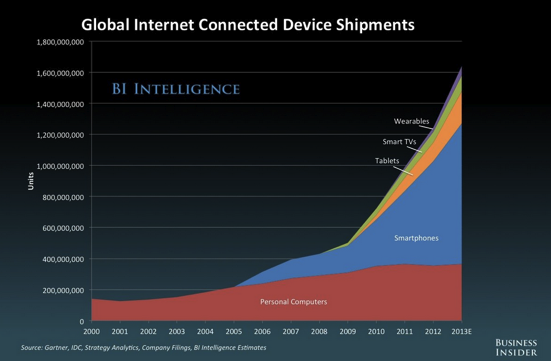 Global Internet Connected Device Shipments
1,800,000,000
1,600,000,000
1,400,000,000
1,200,000,000
1,000,000,000
800,000,000
600,000,000
400,000,000
200,000,000
0
Units
BI INTELLIGENCE
Wearables
Smart TVs
Tablets
Smartphones
Personal Computers
2000 2001 2002 2003 2004 2005 2006 2007 2008 2009 2010 2011 2012 2013E
Source: Gartner, IDC, Strategy Analytics, Company Filings, BI Intelligence Estimates
BUSINESS
INSIDER